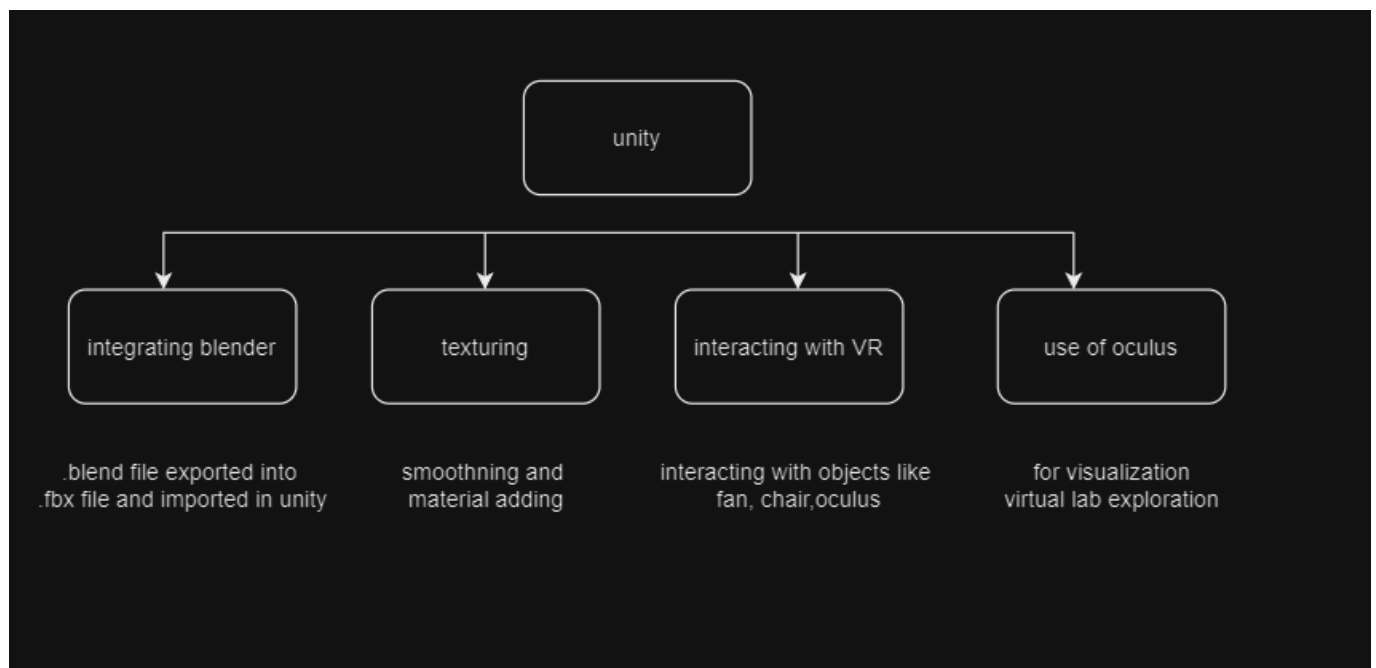 unity
integrating blender
texturing
interacting with VR
use of oculus
.blend file exported into
.fbx file and imported in unity
smoothning and
material adding
interacting with objects like
fan, chair,oculus
for visualization
virtual lab exploration